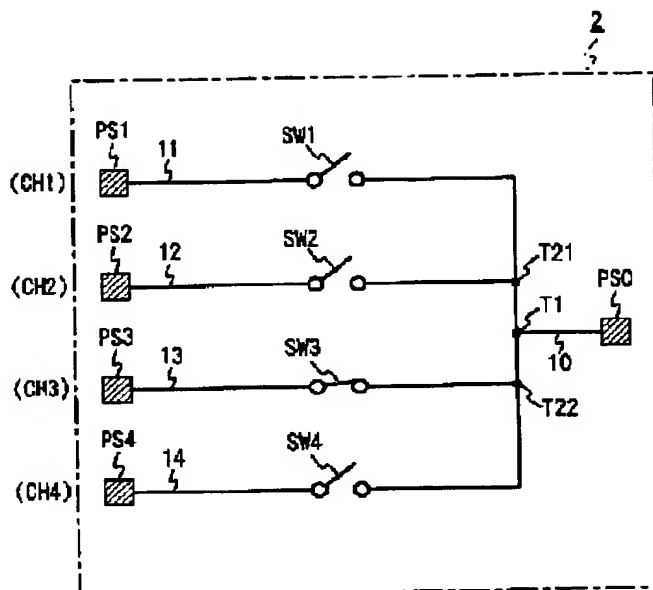 2
PS1
11
SW1
(CH1)
PS2
12
SW2
T21
(CH2)
T1
PS0
PS3
13
SW3
10
(CH3)
T22
PS4
14
SW4
(CH4)